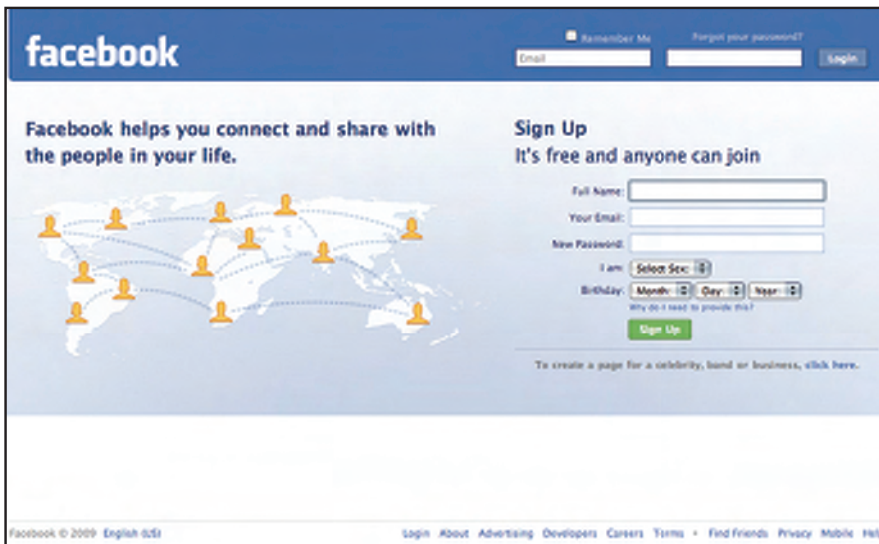 facebook
Remember Me
Forgot your password?
Email
Login
Facebook helps you connect and share with
the people in your life.
Sign Up
It's free and anyone can join
Full Name:
Your Email:
New Password:
I am: Select Sex:
Birthday: Month: Day: Year:
Why do I need to provide this?
Sign Up
To create a page for a celebrity, band or business, click here.
Facebook © 2009 English (US)
Login About Advertising Developers Careers Terms • Find Friends Privacy Mobile Hel